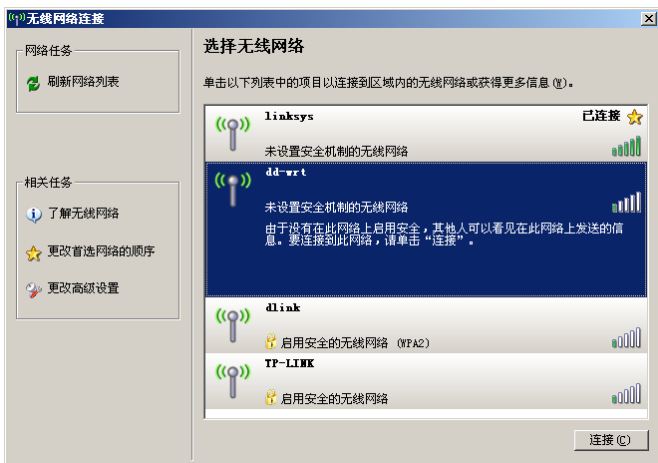 无线网络连接
网络任务
刷新网络列表
相关任务
了解无线网络
更改首选网络的顺序
更改高级设置
选择无线网络
单击以下列表中的项目以连接到区域内的无线网络或获得更多信息(W)。
linksys 已连接
未设置安全机制的无线网络
dd-wrt
未设置安全机制的无线网络
由于没有在此网络上启用安全，其他人可以看见在此网络上发送的信
息。要连接到此网络，请单击“连接”。
dlink
启用安全的无线网络 (WPA2)
TP-LINK
启用安全的无线网络
连接(C)